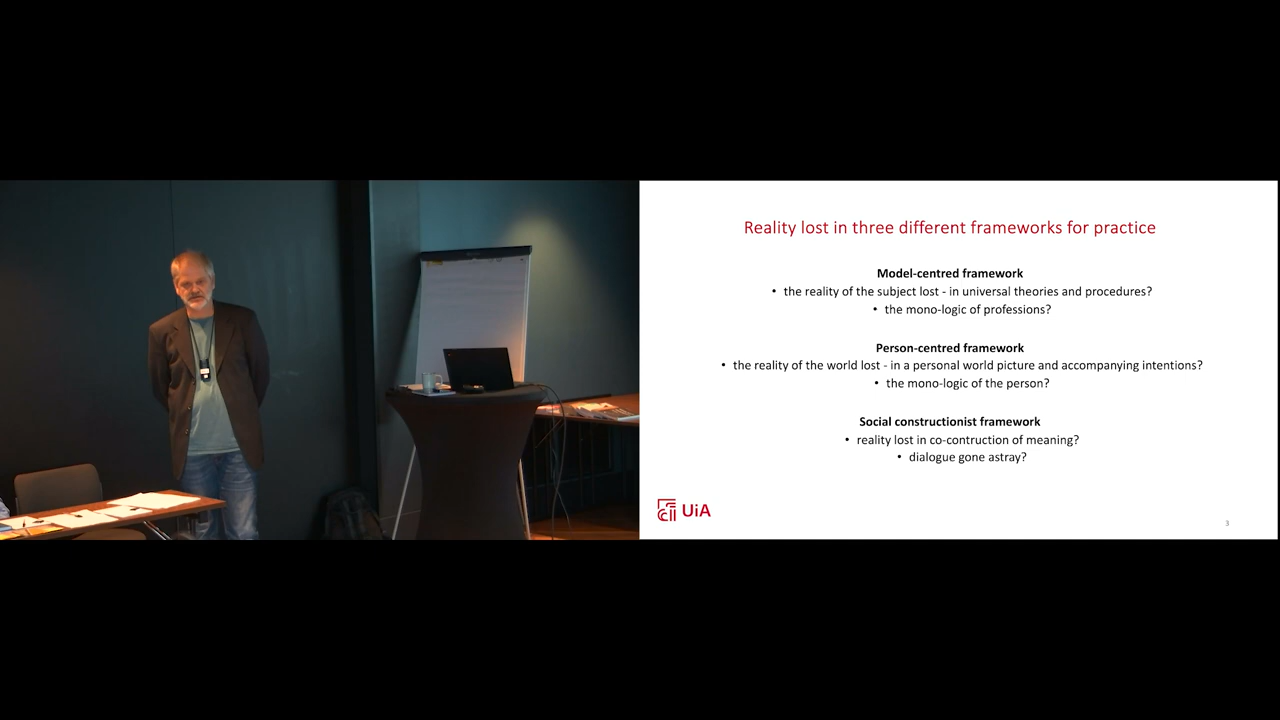 Reality lost in three different frameworks for practice
Model-centred framework
• the reality of the subject lost - in universal theories and procedures?
• the mono-logic of professions?
Person-centred framework
• the reality of the world lost - in a personal world picture and accompanying intentions?
• the mono-logic of the person?
Social constructionist framework
• reality lost in co-contruction of meaning?
• dialogue gone astray?
UiA
3